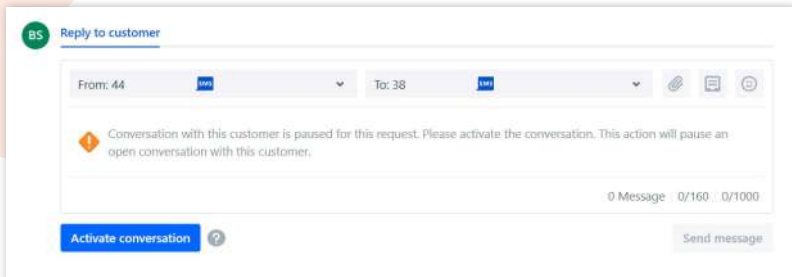 BS Reply to customer
From: 44 SMS To: 38 SMS
Conversation with this customer is paused for this request. Please activate the conversation. This action will pause an
open conversation with this customer.
0 Message 0/160 0/1000
Activate conversation ? Send message